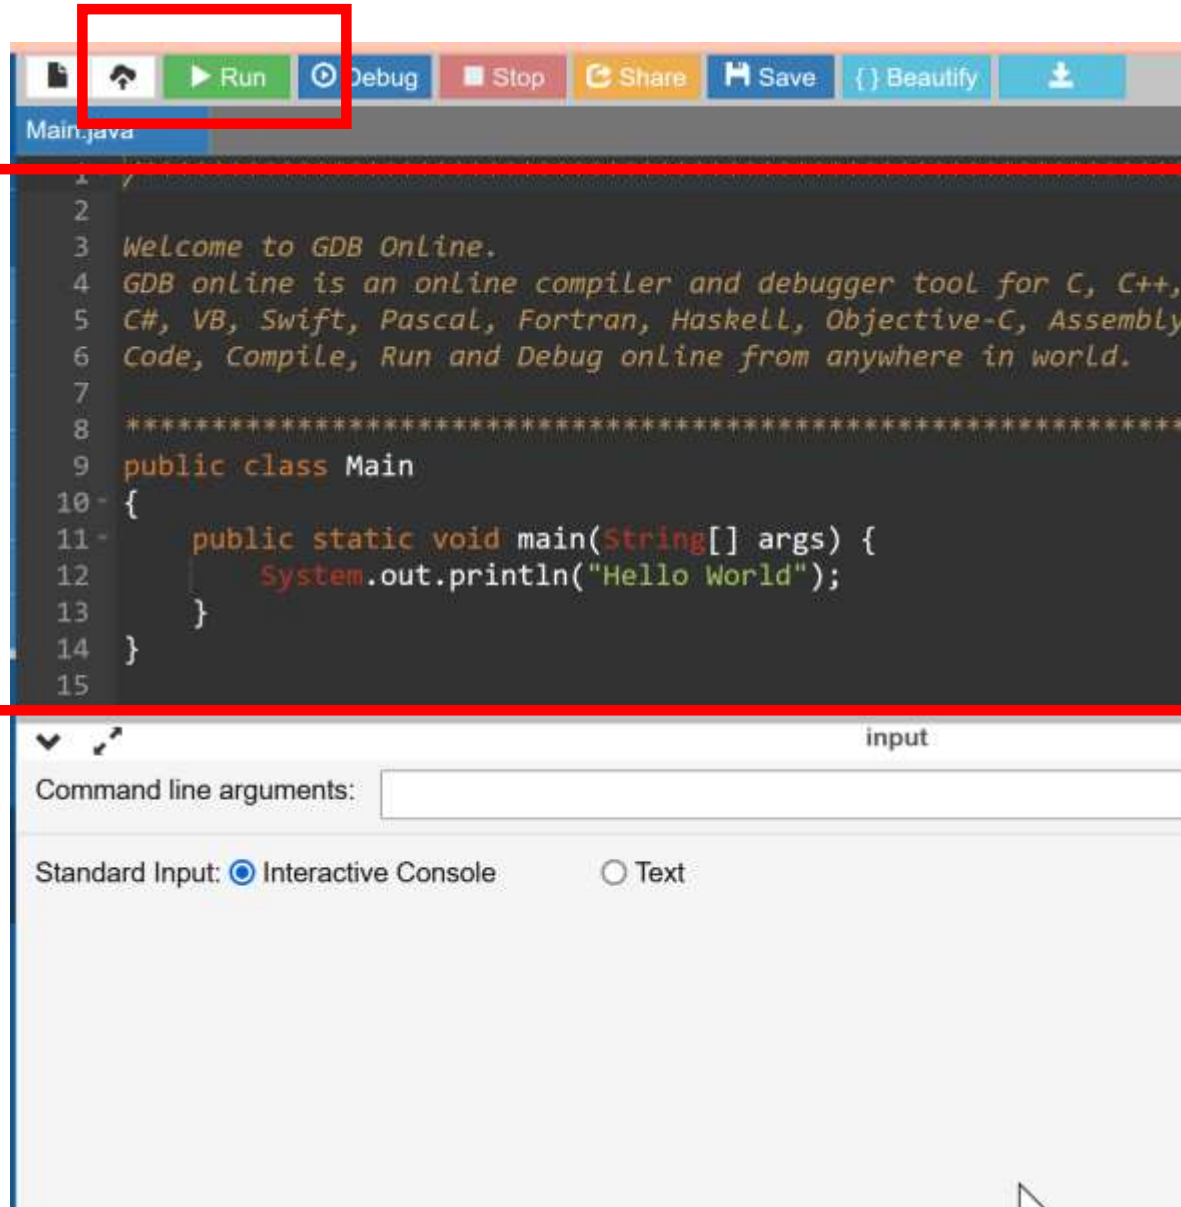 Run Debug Stop Share Save {} Beautify
Main.java
1 /*****************************************************************
2
3 Welcome to GDB Online.
4 GDB online is an online compiler and debugger tool for C, C++,
5 C#, VB, Swift, Pascal, Fortran, Haskell, Objective-C, Assembly
6 Code, Compile, Run and Debug online from anywhere in world.
7
8 **************************************************************
9 public class Main
10 {
11 public static void main(String[] args) {
12 System.out.println("Hello World");
13 }
14 }
15
input
Command line arguments:
Standard Input: Interactive Console Text